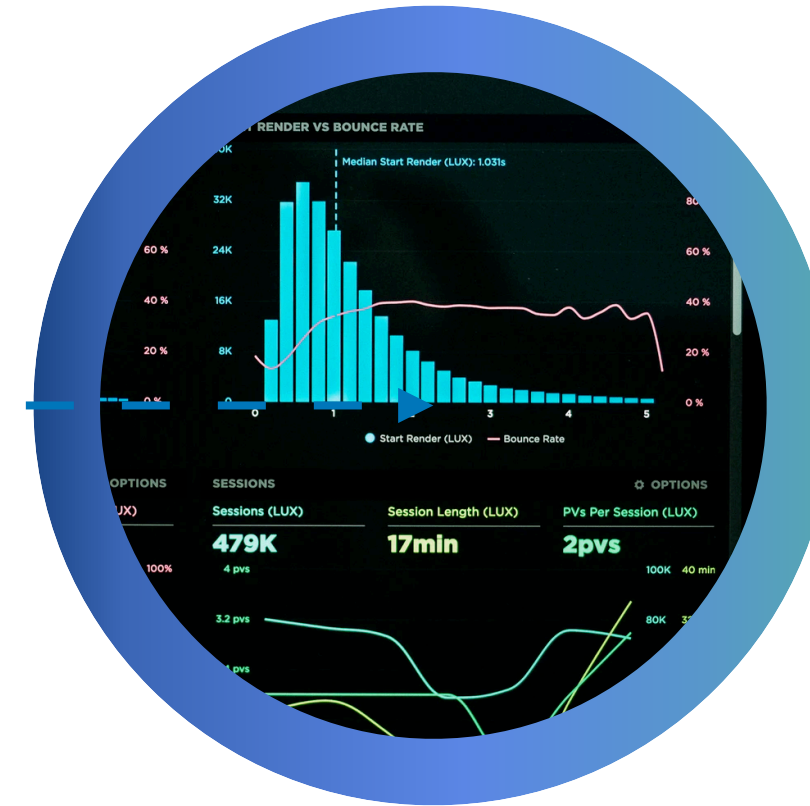 RENDER VS BOUNCE RATE
Median Start Render (LUX): 1.031s
32K
24K
16K
8K
0
60 %
40 %
20 %
0 %
80
60 %
40 %
20 %
0 %
0
1
3
4
5
Start Render (LUX)
Bounce Rate
OPTIONS
SESSIONS
OPTIONS
Sessions (LUX)
Session Length (LUX)
PVs Per Session (LUX)
479K
17min
2pvs
100%
4 pvs
100K
40 min
3.2 pvs
80K
pvs